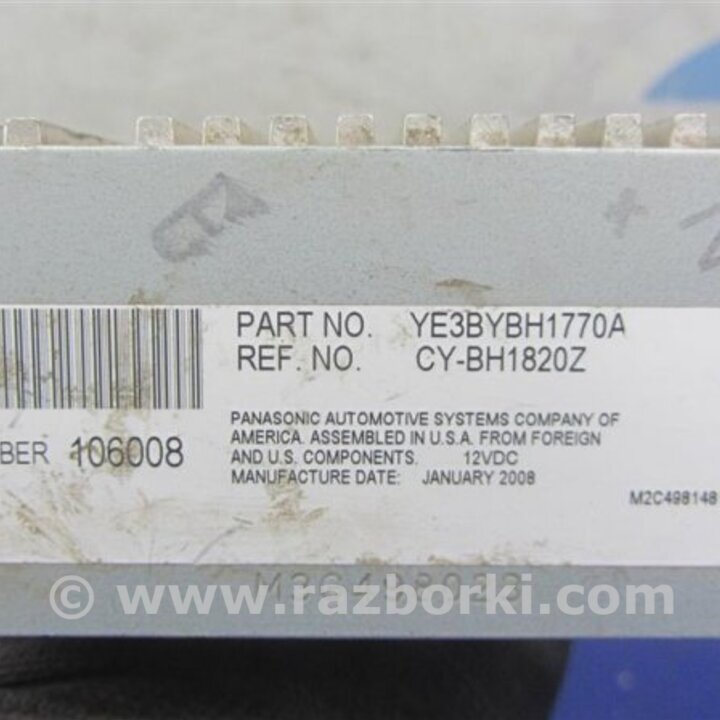 PART NO. YE3BYBH1770A
REF. NO. CY-BH1820Z
PANASONIC AUTOMOTIVE SYSTEMS COMPANY OF
AMERICA. ASSEMBLED IN U.S.A. FROM FOREIGN
AND U.S. COMPONENTS. 12VDC
MANUFACTURE DATE: JANUARY 2008
BER 106008
M2C498148
© www.razborki.com